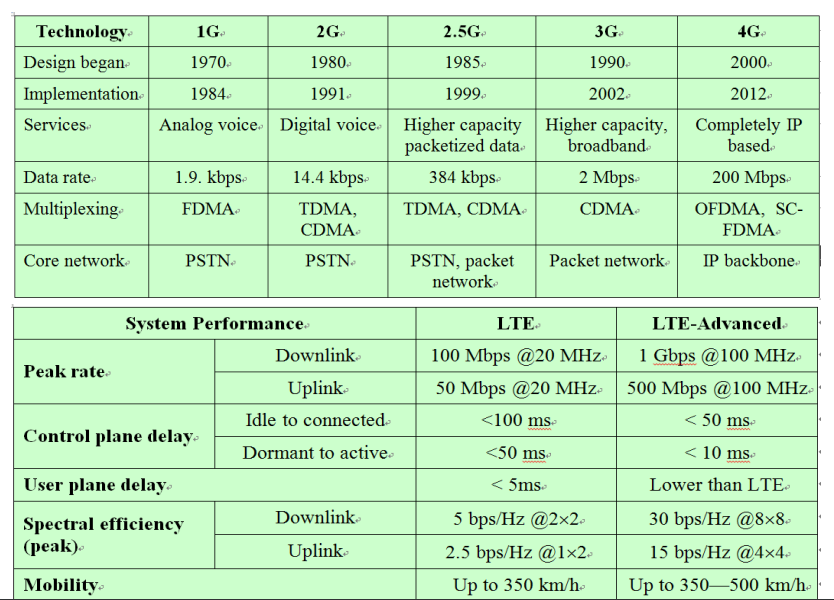 Technology 1G 2G 2.5G 3G 4G
Design began 1970 1980 1985 1990 2000
Implementation 1984 1991 1999 2002 2012
Services Analog voice Digital voice Higher capacity packetized data Higher capacity, broadband Completely IP based
Data rate 1.9. kbps 14.4 kbps 384 kbps 2 Mbps 200 Mbps
Multiplexing FDMA TDMA, CDMA TDMA, CDMA CDMA OFDMA, SC-FDMA
Core network PSTN PSTN PSTN, packet network Packet network IP backbone
System Performance LTE LTE-Advanced
Peak rate Downlink 100 Mbps @20 MHz 1 Gbps @100 MHz
Uplink 50 Mbps @20 MHz 500 Mbps @100 MHz
Control plane delay Idle to connected <100 ms < 50 ms
Dormant to active <50 ms < 10 ms
User plane delay < 5ms Lower than LTE
Spectral efficiency (peak) Downlink 5 bps/Hz @2×2 30 bps/Hz @8×8
Uplink 2.5 bps/Hz @1×2 15 bps/Hz @4×4
Mobility Up to 350 km/h Up to 350—500 km/h